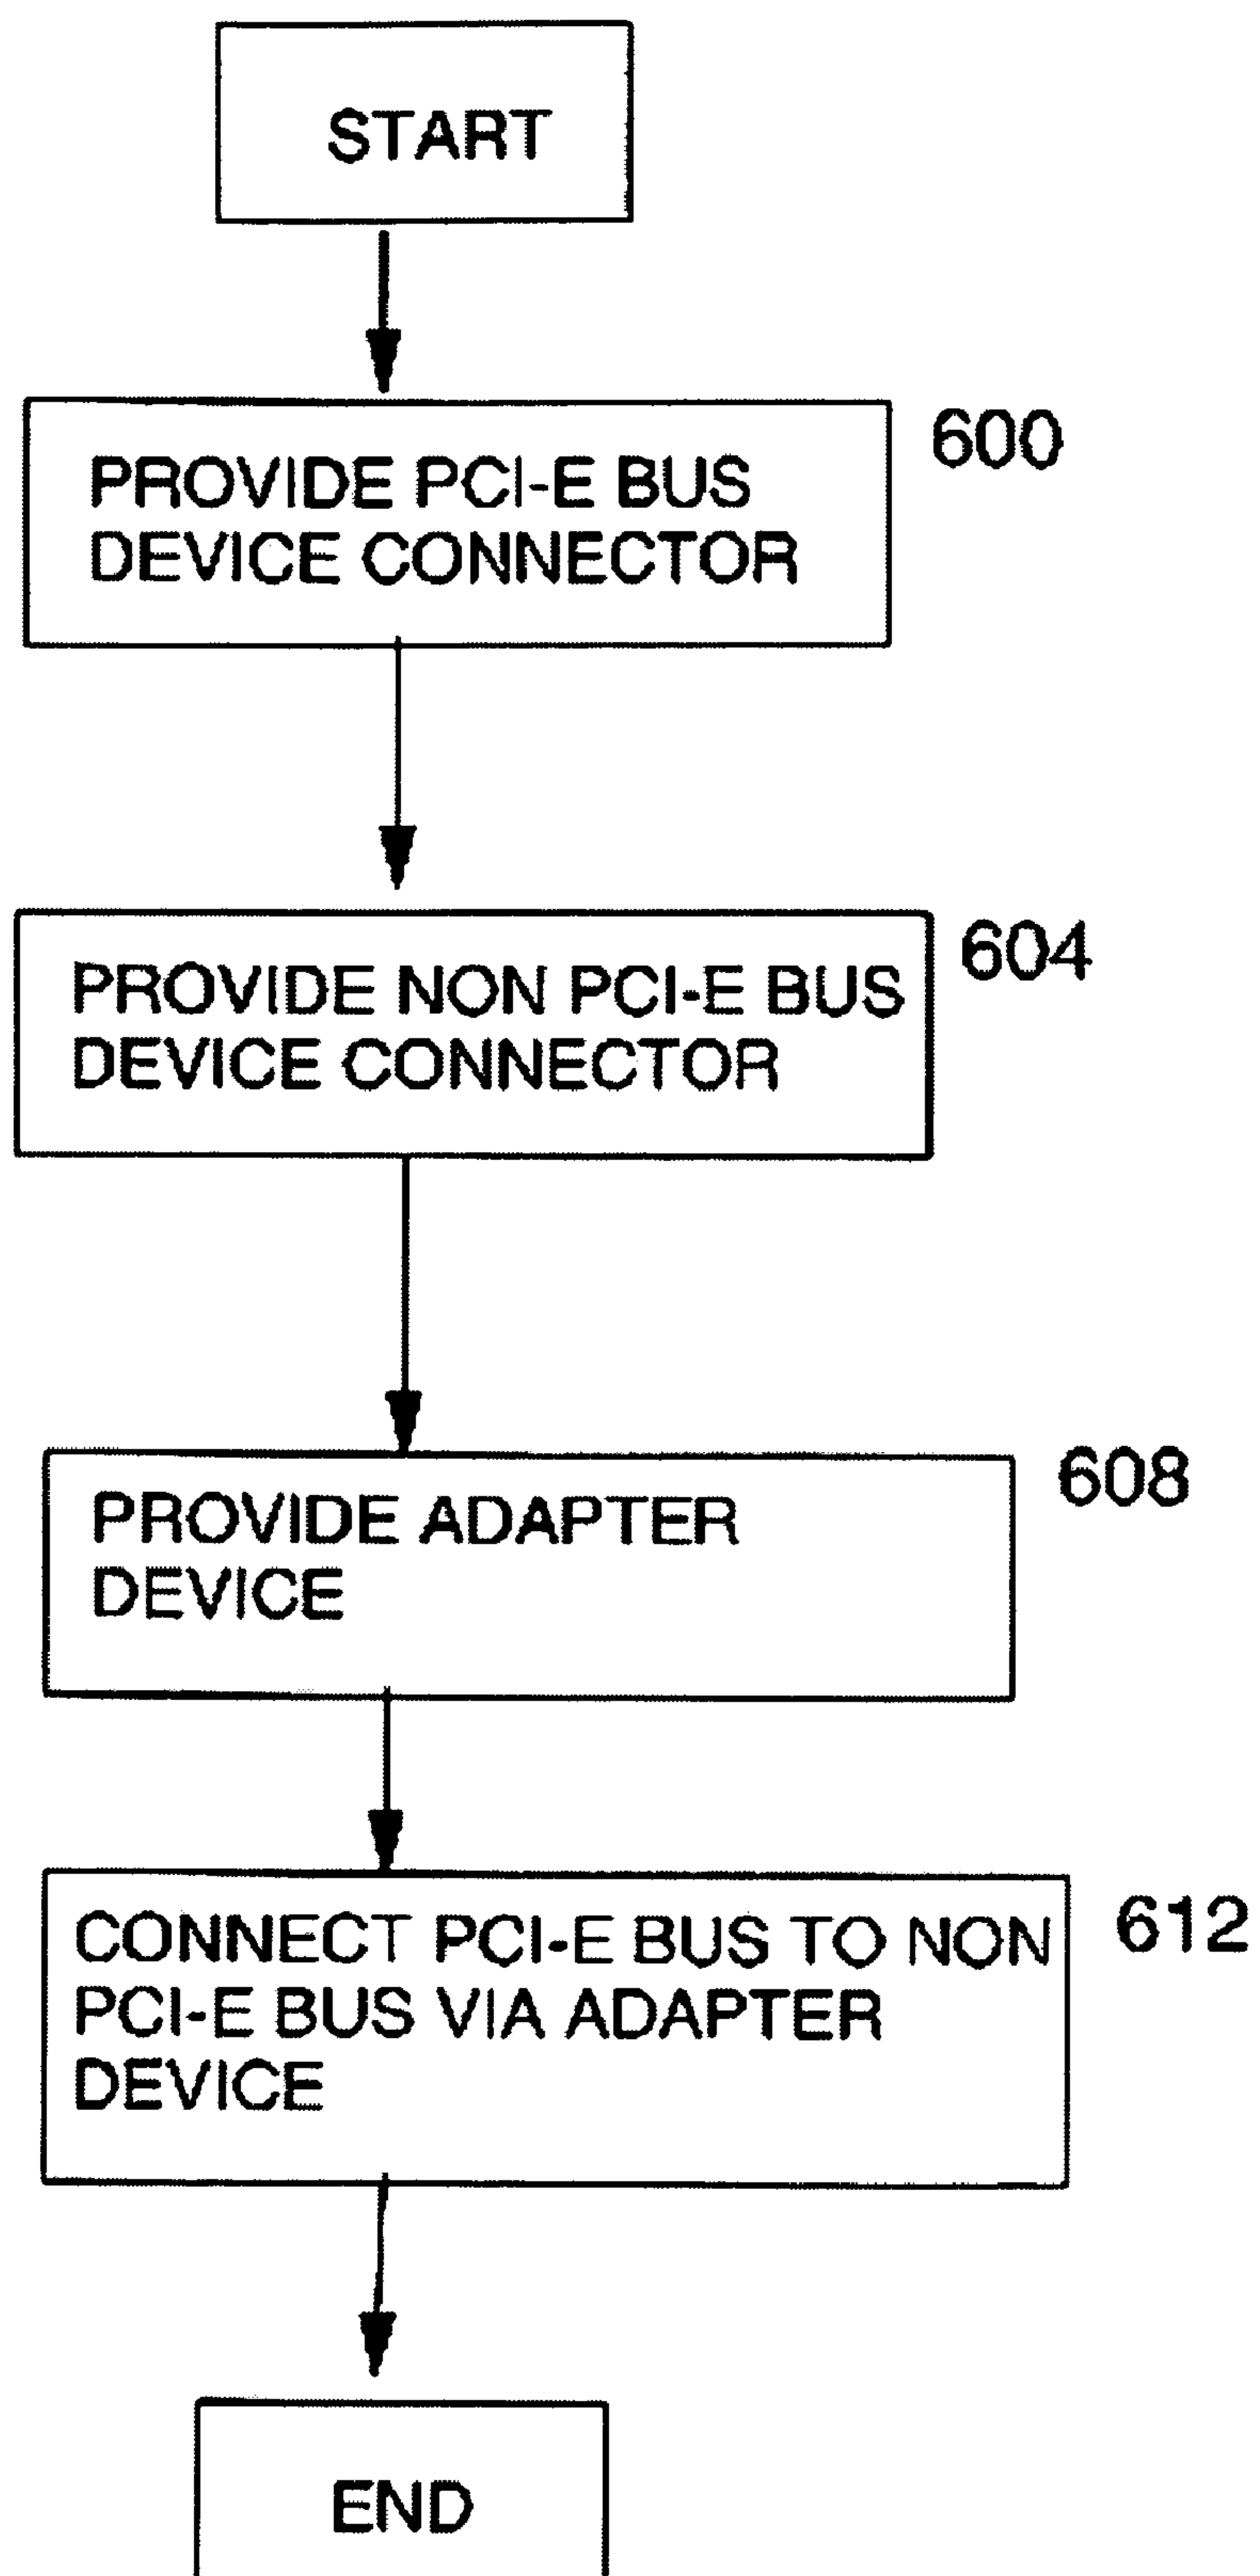 START
PROVIDE PCI-E BUS
DEVICE CONNECTOR
600
PROVIDE NON PCI-E BUS
DEVICE CONNECTOR
604
PROVIDE ADAPTER
DEVICE
608
CONNECT PCI-E BUS TO NON
PCI-E BUS VIA ADAPTER
DEVICE
612
END